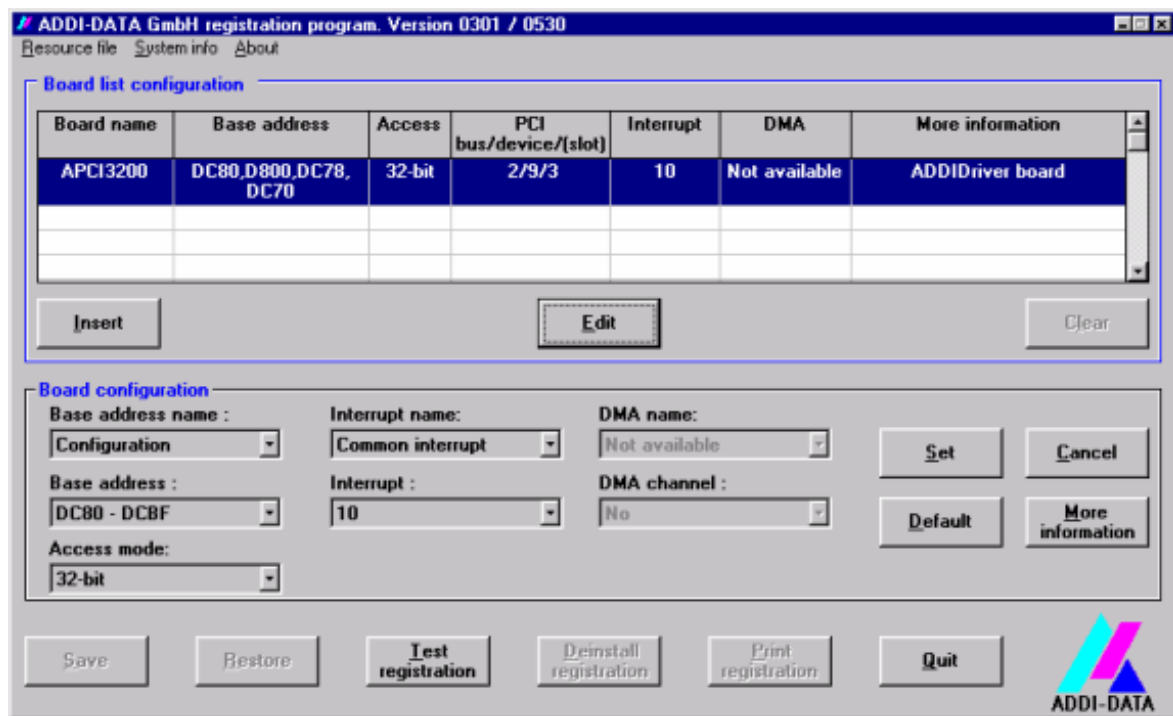 ADDI-DATA GmbH registration program. Version 0301 / 0530
Resource file System info About
Board list configuration
Board name Base address Access PCI bus/device/(slot) Interrupt DMA More information
APCI3200 DC80,D800,DC78, DC70 32-bit 2/9/3 10 Not available ADDIDriver board
Insert Edit Clear
Board configuration
Base address name : Interrupt name: DMA name:
Configuration Common interrupt Not available
Set Cancel
Base address : Interrupt : DMA channel :
DC80 - DCBF 10 No
Default More information
Access mode:
32-bit
Save Restore Test registration Deinstall registration Print registration Quit
ADDI-DATA